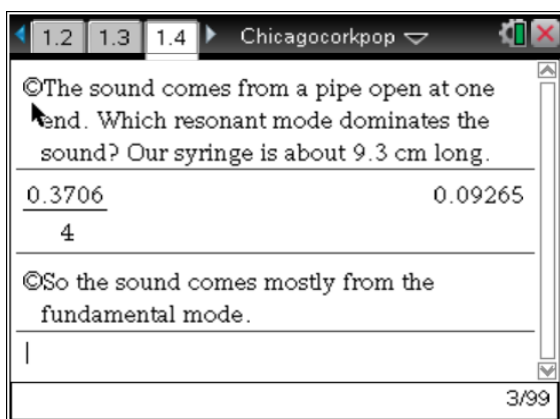 1.2 1.3 1.4 Chicagocorkpop
©The sound comes from a pipe open at one
end. Which resonant mode dominates the
sound? Our syringe is about 9.3 cm long.
0.3706 0.09265
4
©So the sound comes mostly from the
fundamental mode.
3/99